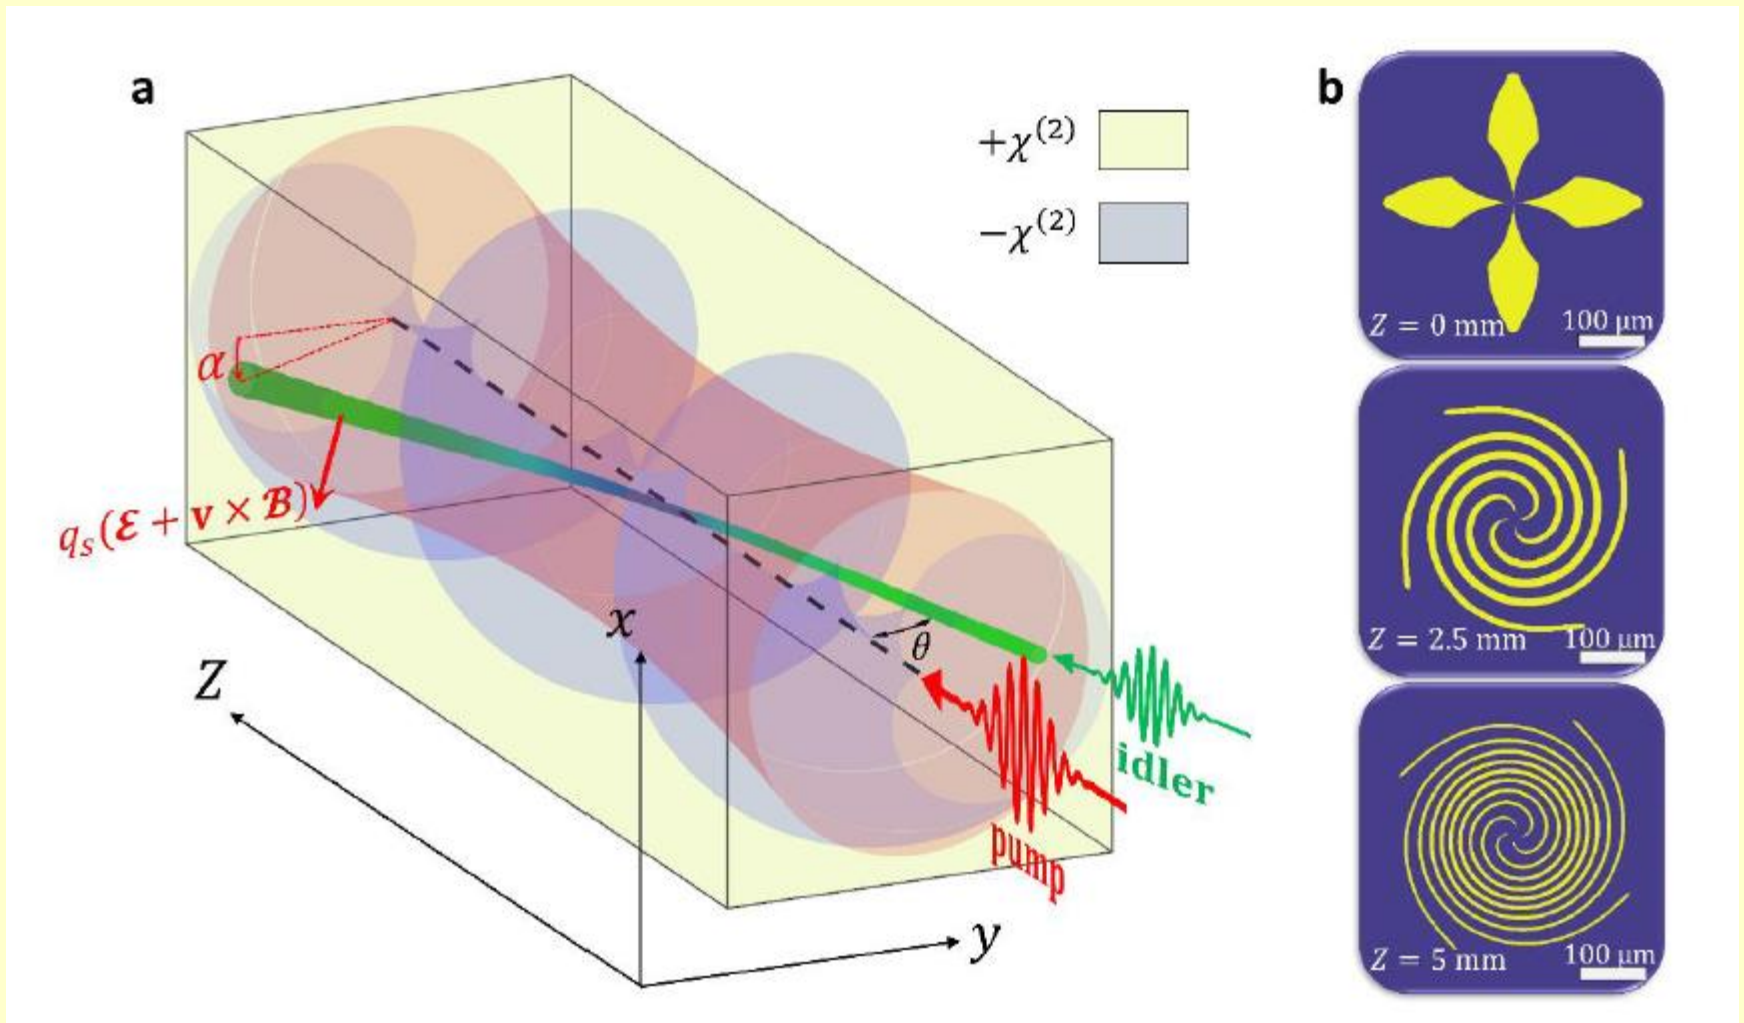 a
b
+χ⁽²⁾
−χ⁽²⁾
α
qₛ(𝓔 + v × 𝓑)
θ
x
Z
y
idler
pump
Z = 0 mm
100 μm
Z = 2.5 mm
100 μm
Z = 5 mm
100 μm